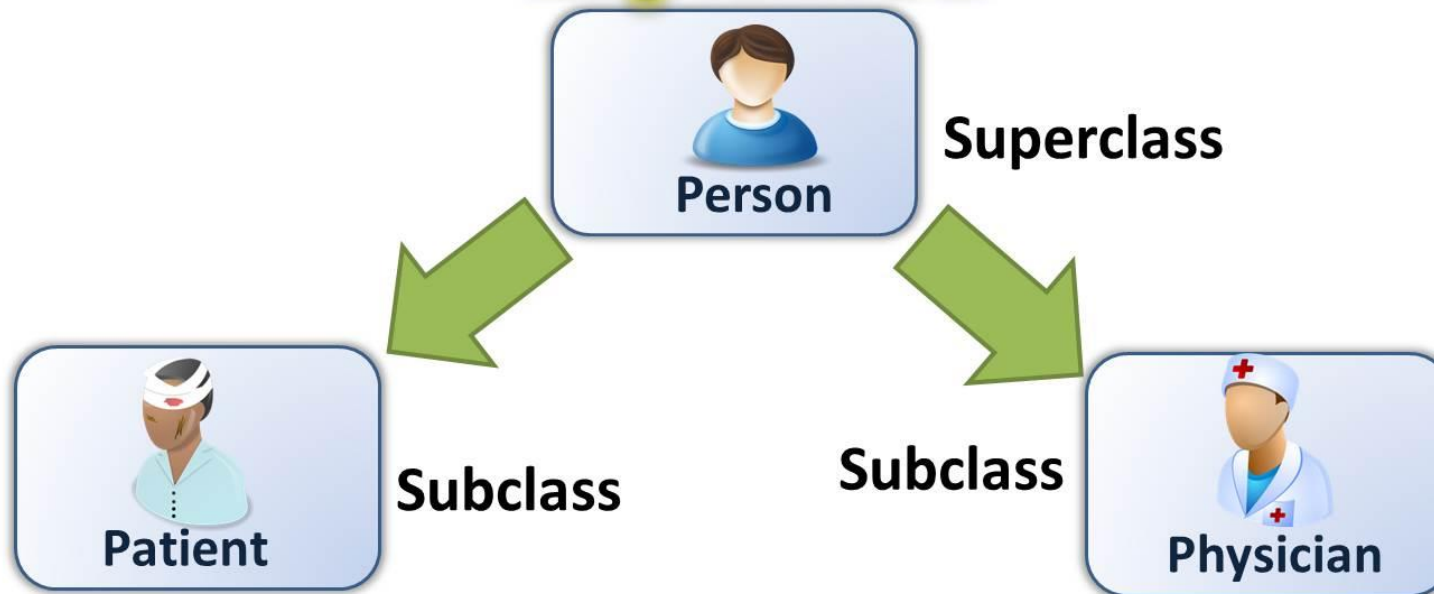 Superclass
Person
Subclass
Subclass
Patient
Physician